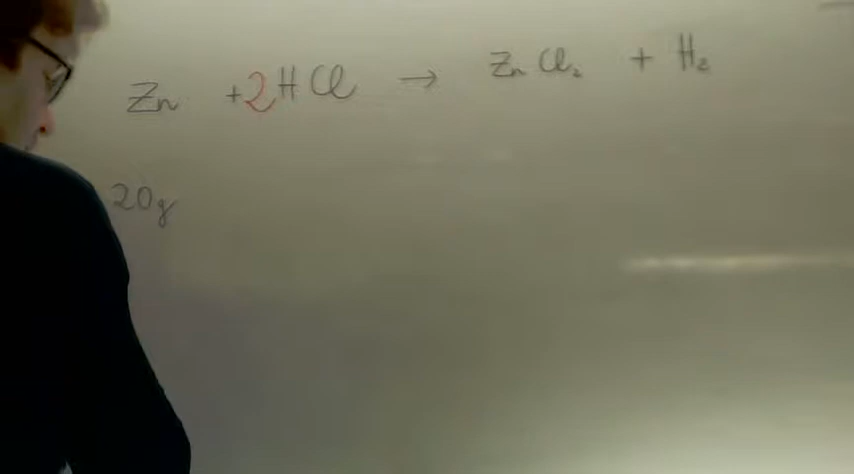 Zn + 2HCl → ZnCl₂ + H₂
20g